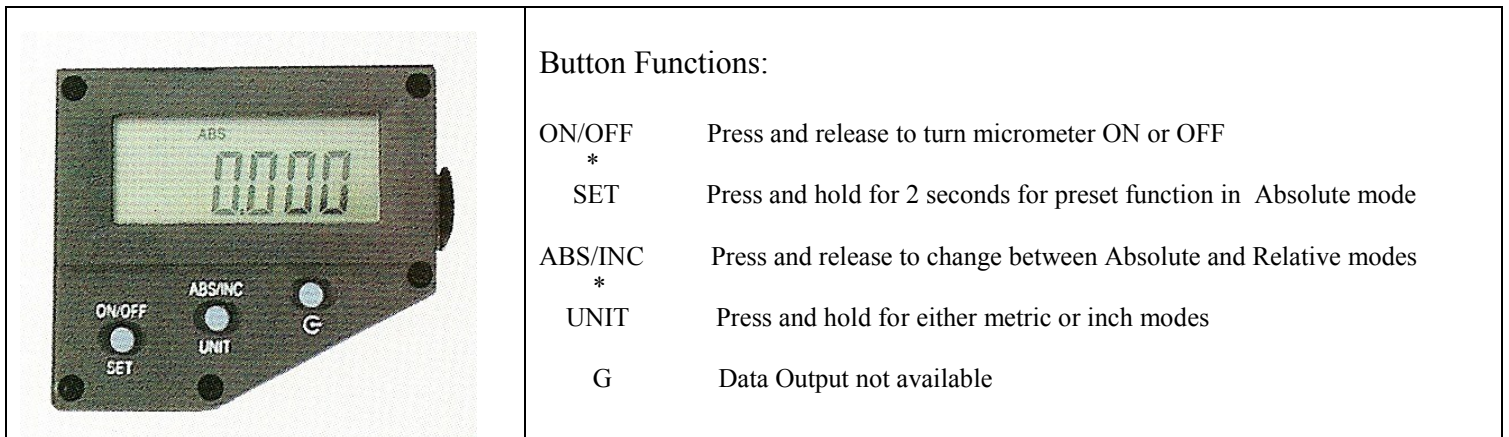 ABS
0.000
ABS/INC
ON/OFF
UNIT
SET
Button Functions:
ON/OFF Press and release to turn micrometer ON or OFF
*
SET Press and hold for 2 seconds for preset function in Absolute mode
ABS/INC Press and release to change between Absolute and Relative modes
*
UNIT Press and hold for either metric or inch modes
G Data Output not available